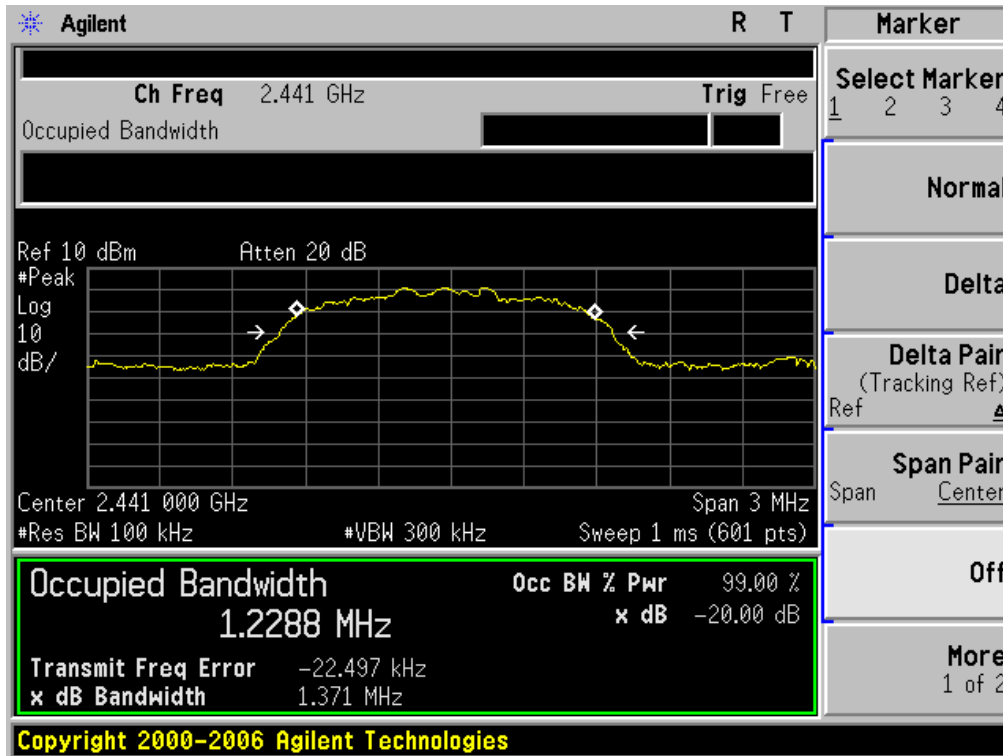 Agilent R T
Ch Freq 2.441 GHz Trig Free
Occupied Bandwidth
Ref 10 dBm Atten 20 dB
#Peak
Log
10
dB/
Center 2.441 000 GHz Span 3 MHz
#Res BW 100 kHz #VBW 300 kHz Sweep 1 ms (601 pts)
Occupied Bandwidth
1.2288 MHz
Occ BW % Pwr 99.00 %
x dB -20.00 dB
Transmit Freq Error -22.497 kHz
x dB Bandwidth 1.371 MHz
Copyright 2000-2006 Agilent Technologies
Marker
Select Marker
1 2 3 4
Normal
Delta
Delta Pair
(Tracking Ref)
Ref Δ
Span Pair
Span Center
Off
More
1 of 2